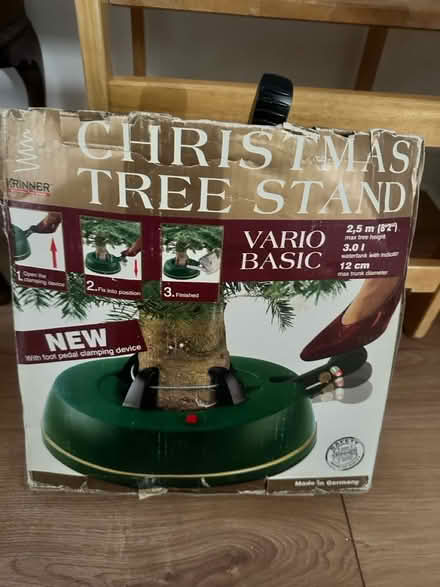 CHRISTMAS
TREE STAND
KRINNER
VARIO
BASIC
2,5 m (8'2")
max tree height
3.0 l
watertank with indicator
12 cm
max trunk diameter
1. Open the
clamping device
2. Fix into position
3. Finished
NEW
With foot pedal clamping device
SAFETY
Made in Germany